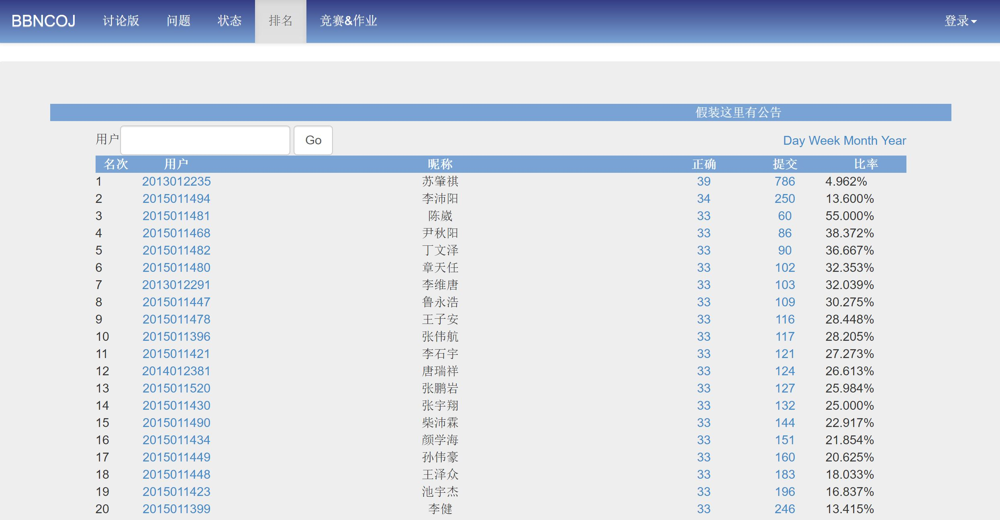 BBNCOJ 讨论版 问题 状态 排名 竞赛&作业 登录
假装这里有公告
用户 Go Day Week Month Year
名次 用户 昵称 正确 提交 比率
1 2013012235 苏肇祺 39 786 4.962%
2 2015011494 李沛阳 34 250 13.600%
3 2015011481 陈崴 33 60 55.000%
4 2015011468 尹秋阳 33 86 38.372%
5 2015011482 丁文泽 33 90 36.667%
6 2015011480 章天任 33 102 32.353%
7 2013012291 李维唐 33 103 32.039%
8 2015011447 鲁永浩 33 109 30.275%
9 2015011478 王子安 33 116 28.448%
10 2015011396 张伟航 33 117 28.205%
11 2015011421 李石宇 33 121 27.273%
12 2014012381 唐瑞祥 33 124 26.613%
13 2015011520 张鹏岩 33 127 25.984%
14 2015011430 张宇翔 33 132 25.000%
15 2015011490 柴沛霖 33 144 22.917%
16 2015011434 颜学海 33 151 21.854%
17 2015011449 孙伟豪 33 160 20.625%
18 2015011448 王泽众 33 183 18.033%
19 2015011423 池宇杰 33 196 16.837%
20 2015011399 李健 33 246 13.415%